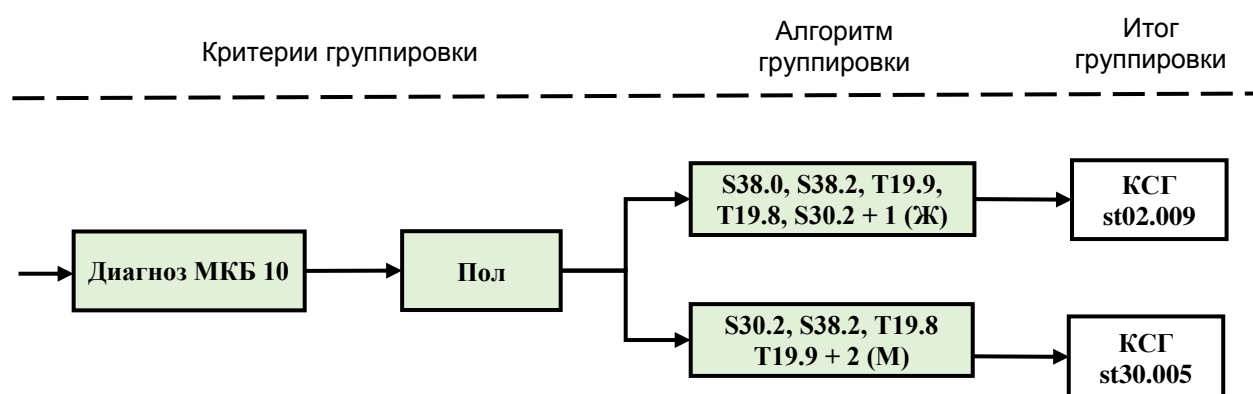 Критерии группировки
Алгоритм
группировки
Итог
группировки
Диагноз МКБ 10
Пол
S38.0, S38.2, T19.9,
T19.8, S30.2 + 1 (Ж)
КСГ
st02.009
S30.2, S38.2, T19.8
T19.9 + 2 (М)
КСГ
st30.005